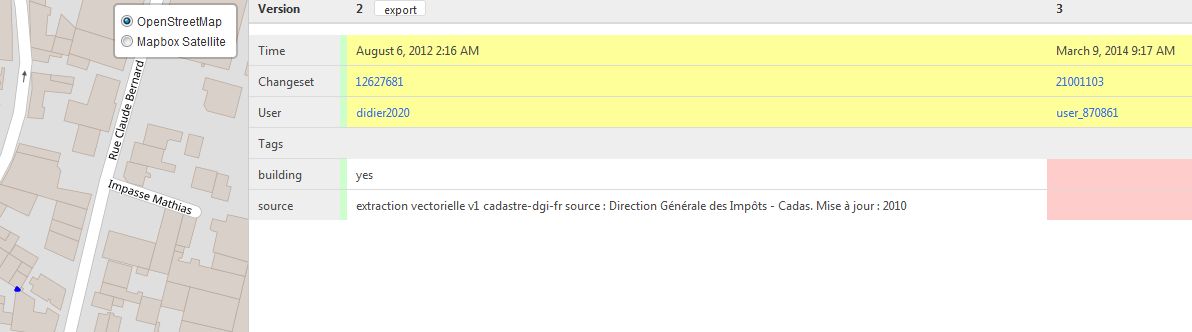 OpenStreetMap
Mapbox Satellite
Rue Claude Bernard
Impasse Mathias
Version 2 export 3
Time August 6, 2012 2:16 AM March 9, 2014 9:17 AM
Changeset 12627681 21001103
User didier2020 user_870861
Tags
building yes
source extraction vectorielle v1 cadastre-dgi-fr source : Direction Générale des Impôts - Cadas. Mise à jour : 2010